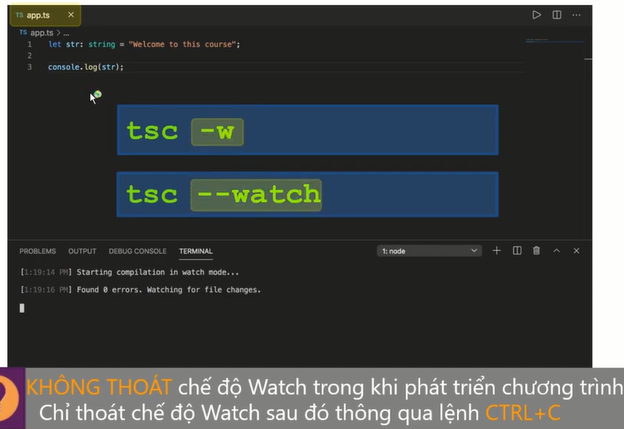 TS app.ts ×
TS app.ts > ...
1 let str: string = "Welcome to this course";
2
3 console.log(str);
tsc -w
tsc --watch
PROBLEMS OUTPUT DEBUG CONSOLE TERMINAL 1: node
[1:19:14 PM] Starting compilation in watch mode...
[1:19:16 PM] Found 0 errors. Watching for file changes.
KHÔNG THOÁT chế độ Watch trong khi phát triển chương trình
Chỉ thoát chế độ Watch sau đó thông qua lệnh CTRL+C